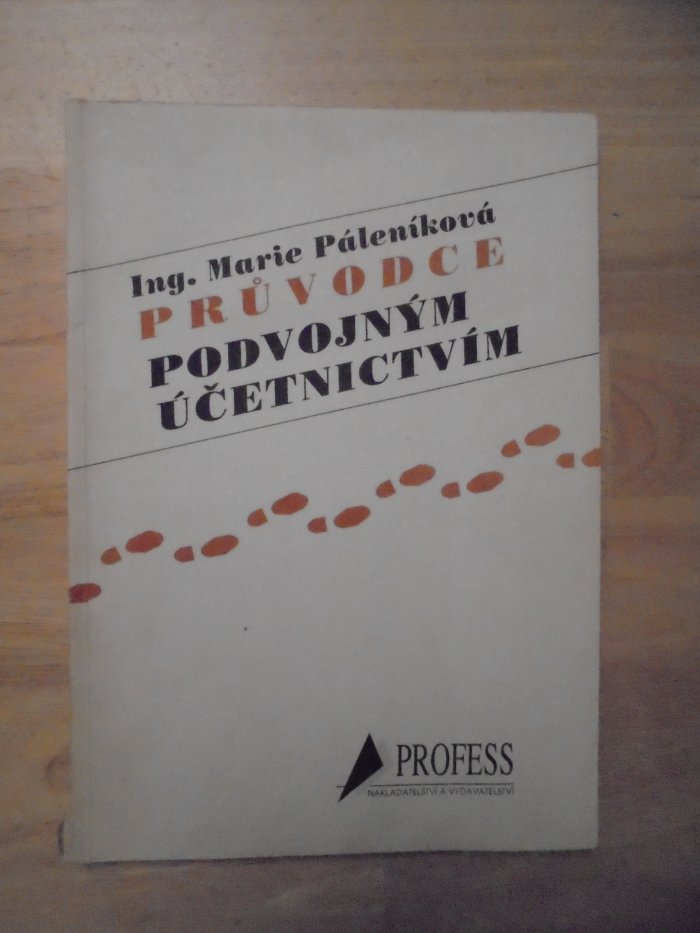 Ing. Marie Páleníková
PRŮVODCE
PODVOJNÝM
ÚČETNICTVÍM
PROFESS
NAKLADATELSTVÍ A VYDAVATELSTVÍ